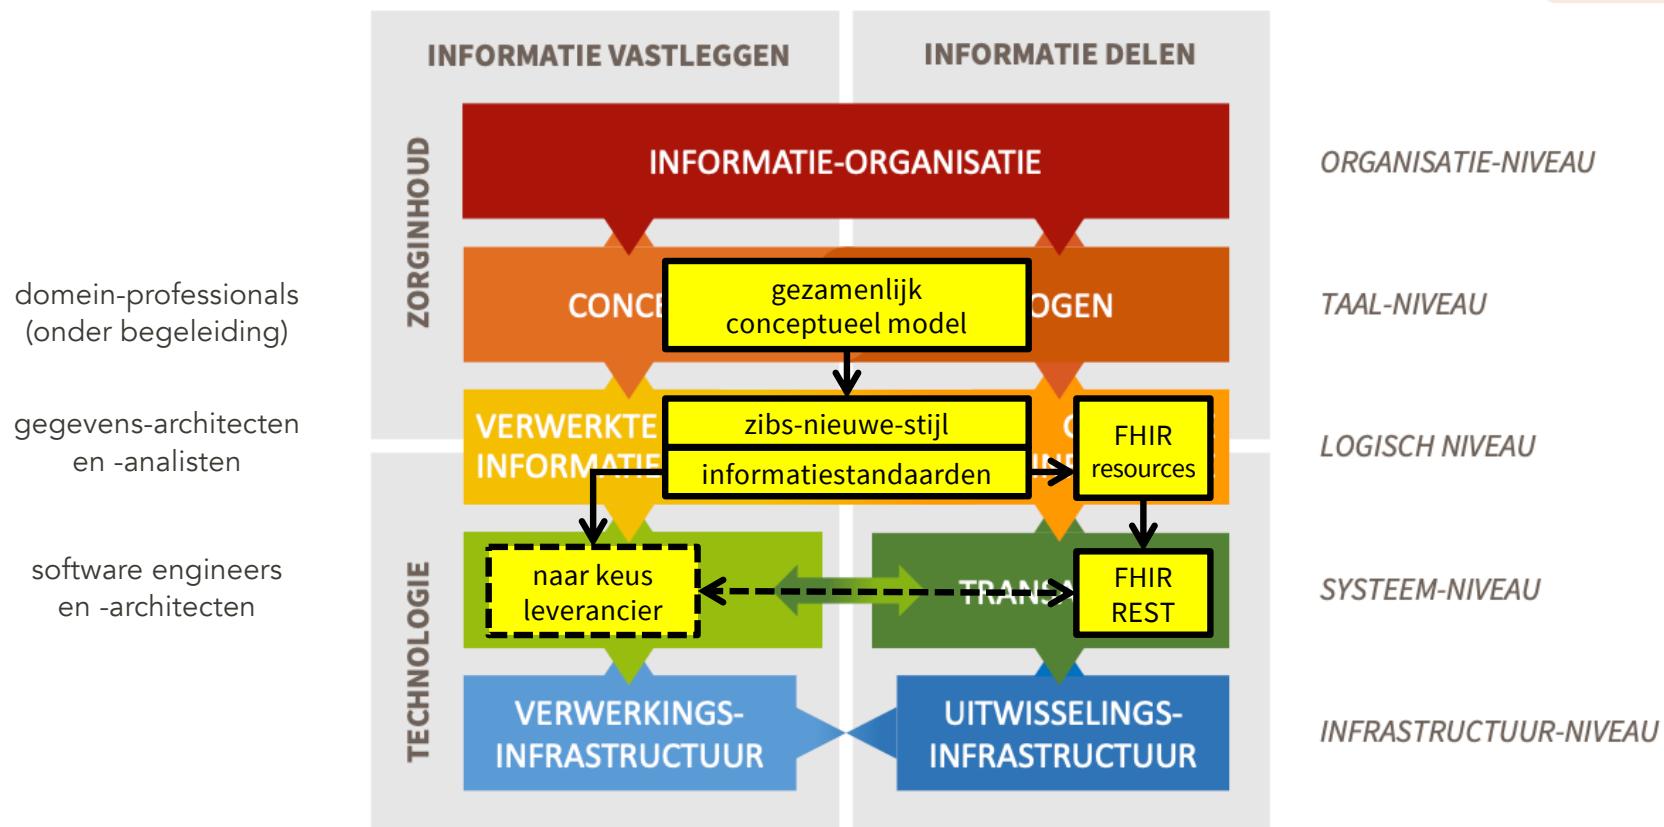 INFORMATIE VASTLEGGEN
INFORMATIE DELEN
ZORGINHOUD
INFORMATIE-ORGANISATIE
ORGANISATIE-NIVEAU
domein-professionals
(onder begeleiding)
gezamenlijk
conceptueel model
TAAL-NIVEAU
gegevens-architecten
en -analisten
VERWERKTE
INFORMATIE
zibs-nieuwe-stijl
informatiestandaarden
FHIR
resources
LOGISCH NIVEAU
TECHNOLOGIE
software engineers
en -architecten
naar keus
leverancier
FHIR
REST
SYSTEEM-NIVEAU
VERWERKINGS-
INFRASTRUCTUUR
UITWISSELINGS-
INFRASTRUCTUUR
INFRASTRUCTUUR-NIVEAU